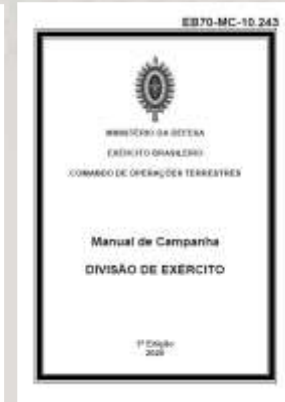 EB70-MC-10.243
MINISTÉRIO DA DEFESA
EXÉRCITO BRASILEIRO
COMANDO DE OPERAÇÕES TERRESTRES
Manual de Campanha
DIVISÃO DE EXÉRCITO
Edição
2020